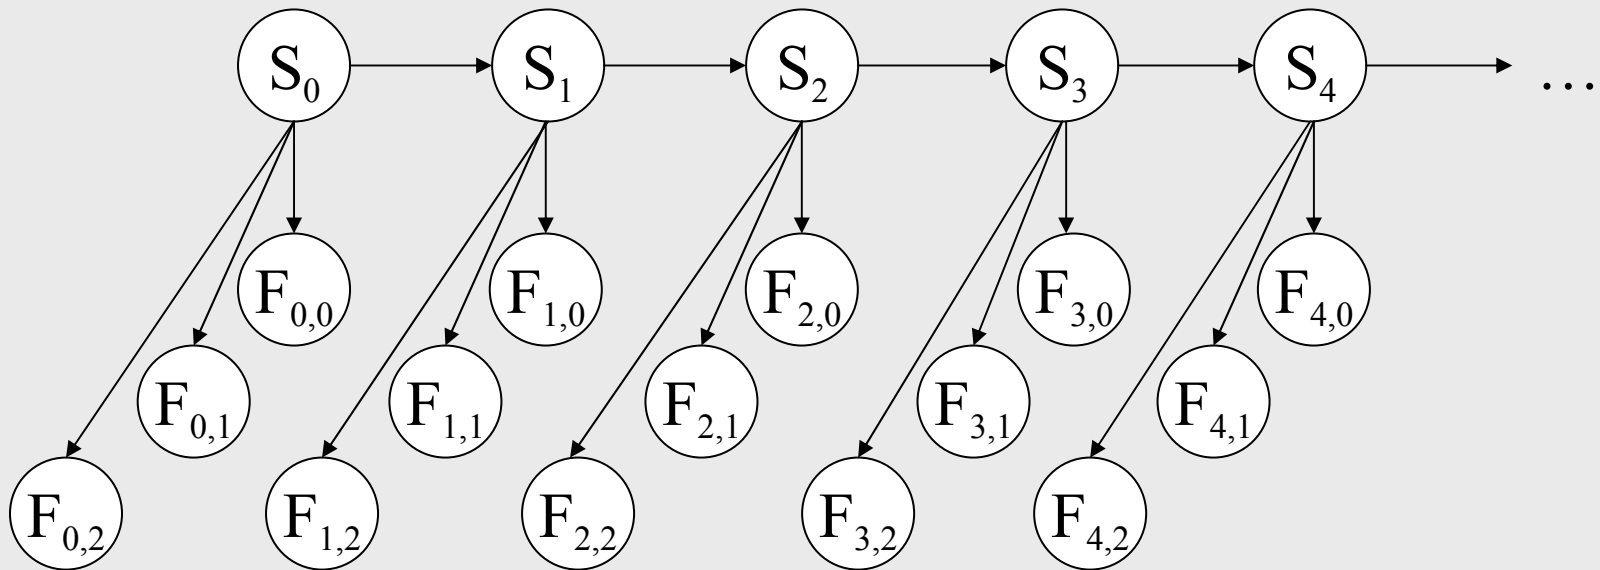 S₀ S₁ S₂ S₃ S₄ …
F₀,₀ F₁,₀ F₂,₀ F₃,₀ F₄,₀
F₀,₁ F₁,₁ F₂,₁ F₃,₁ F₄,₁
F₀,₂ F₁,₂ F₂,₂ F₃,₂ F₄,₂